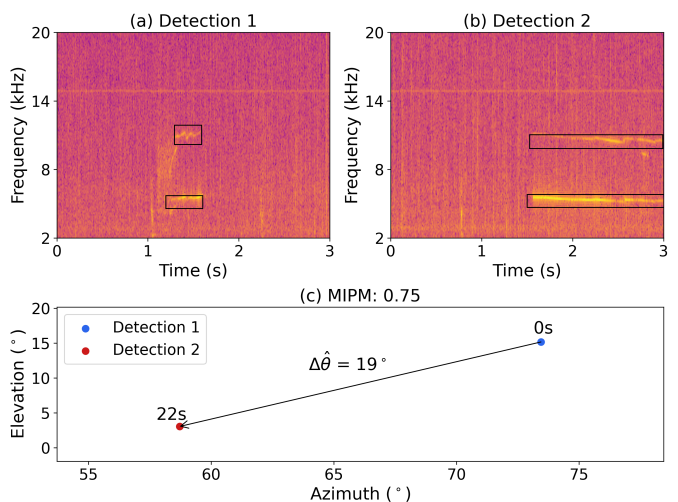 (a) Detection 1
(b) Detection 2
Frequency (kHz)
20
14
8
2
0
1
2
3
Time (s)
Frequency (kHz)
20
14
8
2
0
1
2
3
Time (s)
(c) MIPM: 0.75
Elevation (°)
20
15
10
5
0
Detection 1
Detection 2
0s
Δθ̂ = 19°
22s
55
60
65
70
75
Azimuth (°)